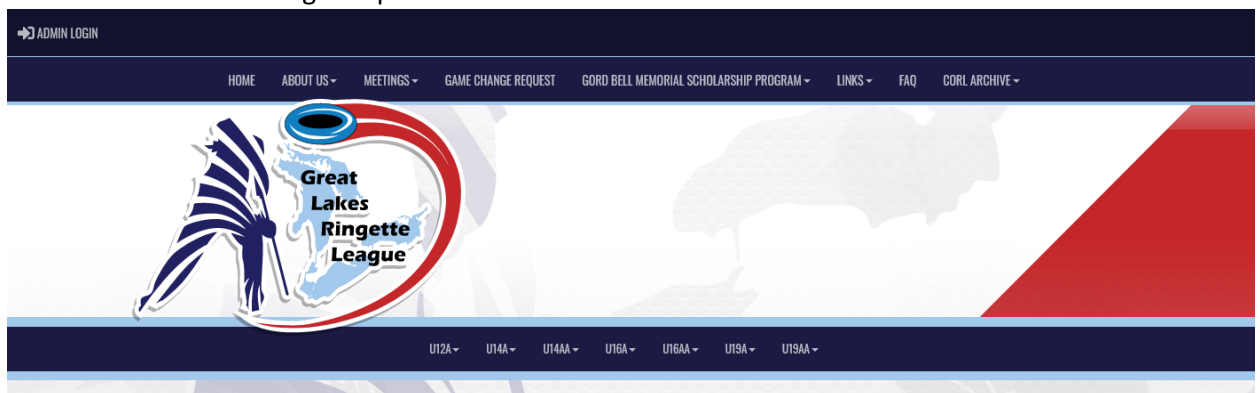 ADMIN LOGIN
HOME ABOUT US MEETINGS GAME CHANGE REQUEST GORD BELL MEMORIAL SCHOLARSHIP PROGRAM LINKS FAQ CORL ARCHIVE
Great
Lakes
Ringette
League
U12A U14A U14AA U16A U16AA U19A U19AA